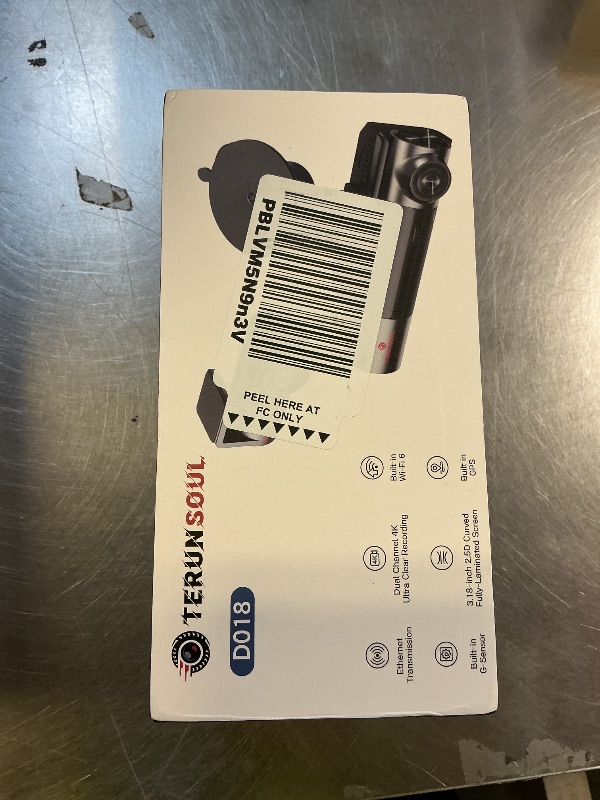 TERUNSOUL
D018
PBLVM5N9n3V
PEEL HERE AT
FC ONLY
Ethernet
Transmission
Dual Channel 4K
Ultra Clear Recording
Built in
Wi-Fi 6
Built-in
G-Sensor
3.18-inch 2.5D Curved
Fully-Laminated Screen
Built in
GPS
4K